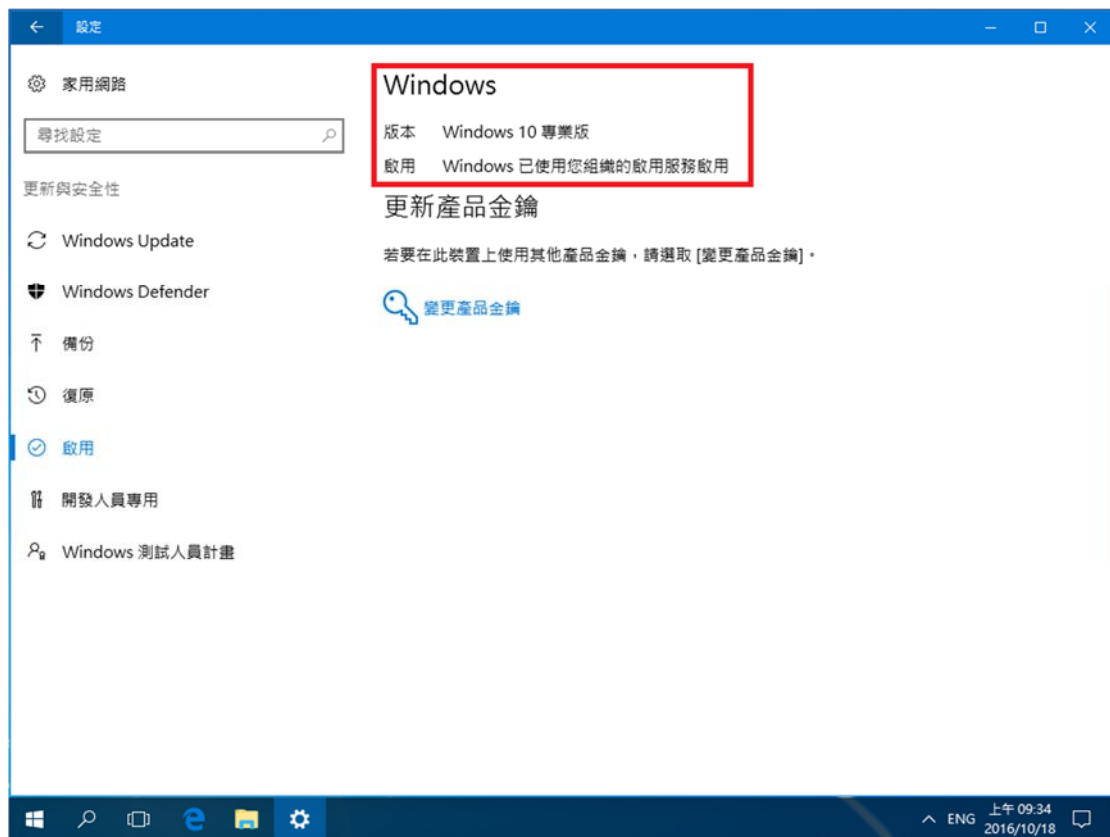 設定
家用網路
尋找設定
更新與安全性
Windows Update
Windows Defender
備份
復原
啟用
開發人員專用
Windows 測試人員計畫
Windows
版本 Windows 10 專業版
啟用 Windows 已使用您組織的啟用服務啟用
更新產品金鑰
若要在此裝置上使用其他產品金鑰，請選取 [變更產品金鑰]。
變更產品金鑰
ENG
上午 09:34
2016/10/18